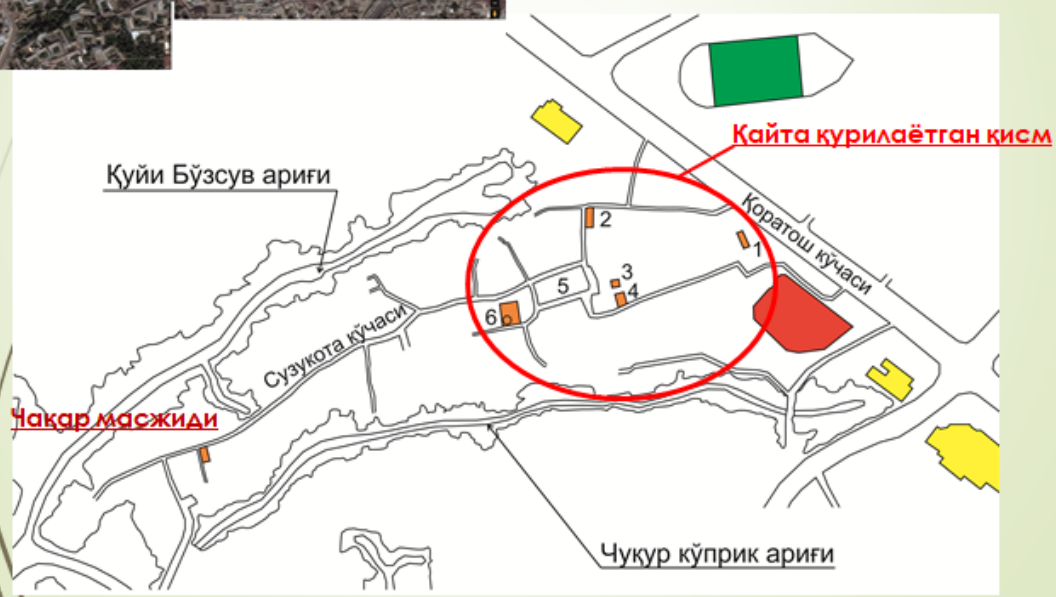 Қайта қурилаётган қисм
Қуйи Бўзсув ариғи
Қоратош кўчаси
2
1
3
5
4
6
Сузукота кўчаси
Чақар масжиди
Чуқур кўприк ариғи